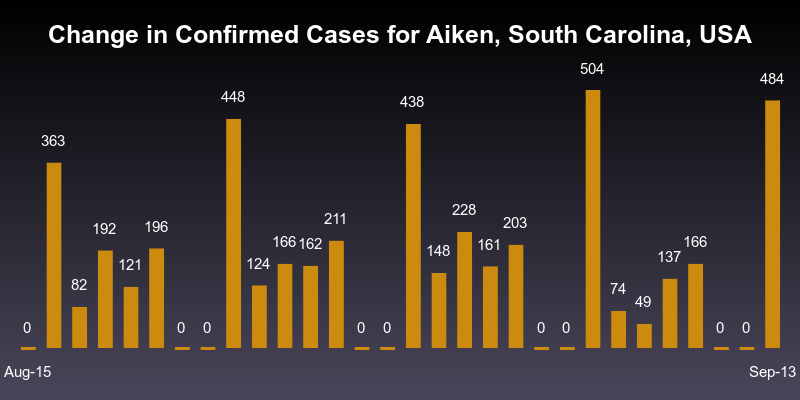 Change in Confirmed Cases for Aiken, South Carolina, USA
0 363 82 192 121 196 0 0 448 124 166 162 211 0 0 438 148 228 161 203 0 0 504 74 49 137 166 0 0 484
Aug-15 Sep-13